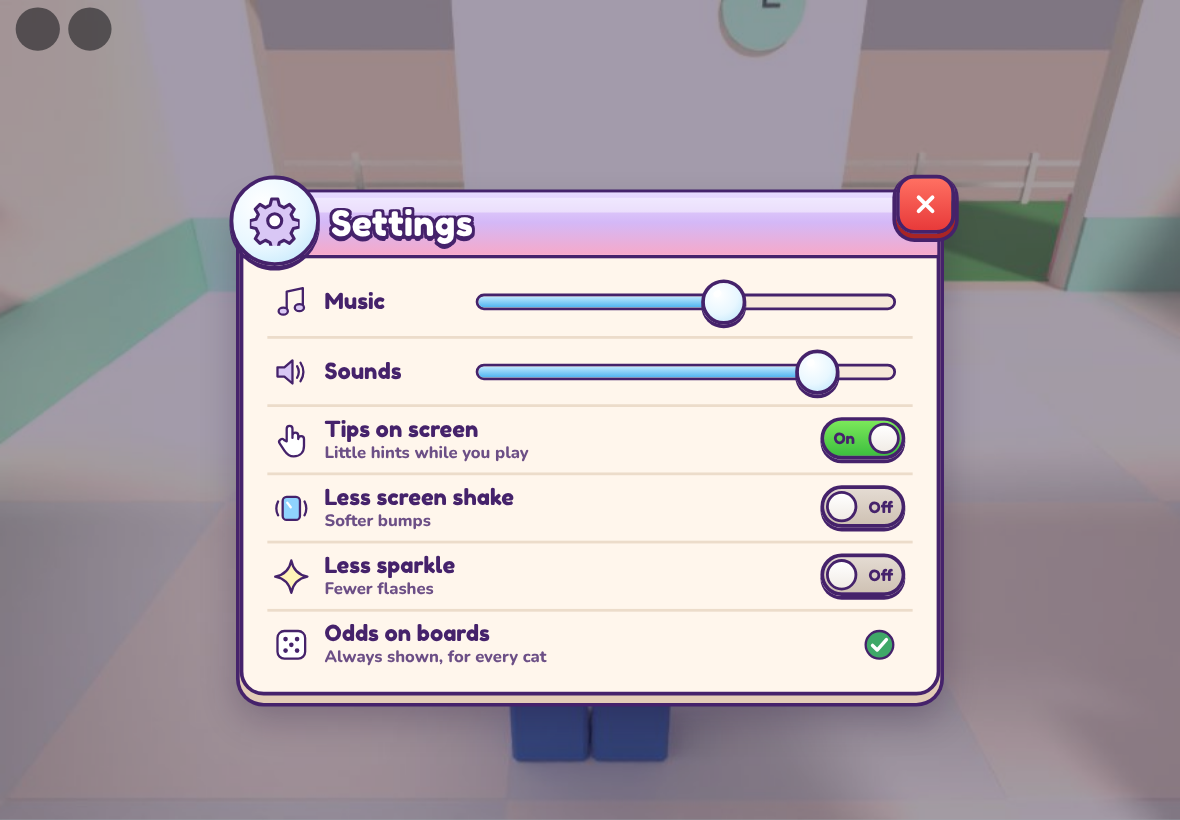 Settings
Music
Sounds
Tips on screen
Little hints while you play
On
Less screen shake
Softer bumps
Off
Less sparkle
Fewer flashes
Off
Odds on boards
Always shown, for every cat